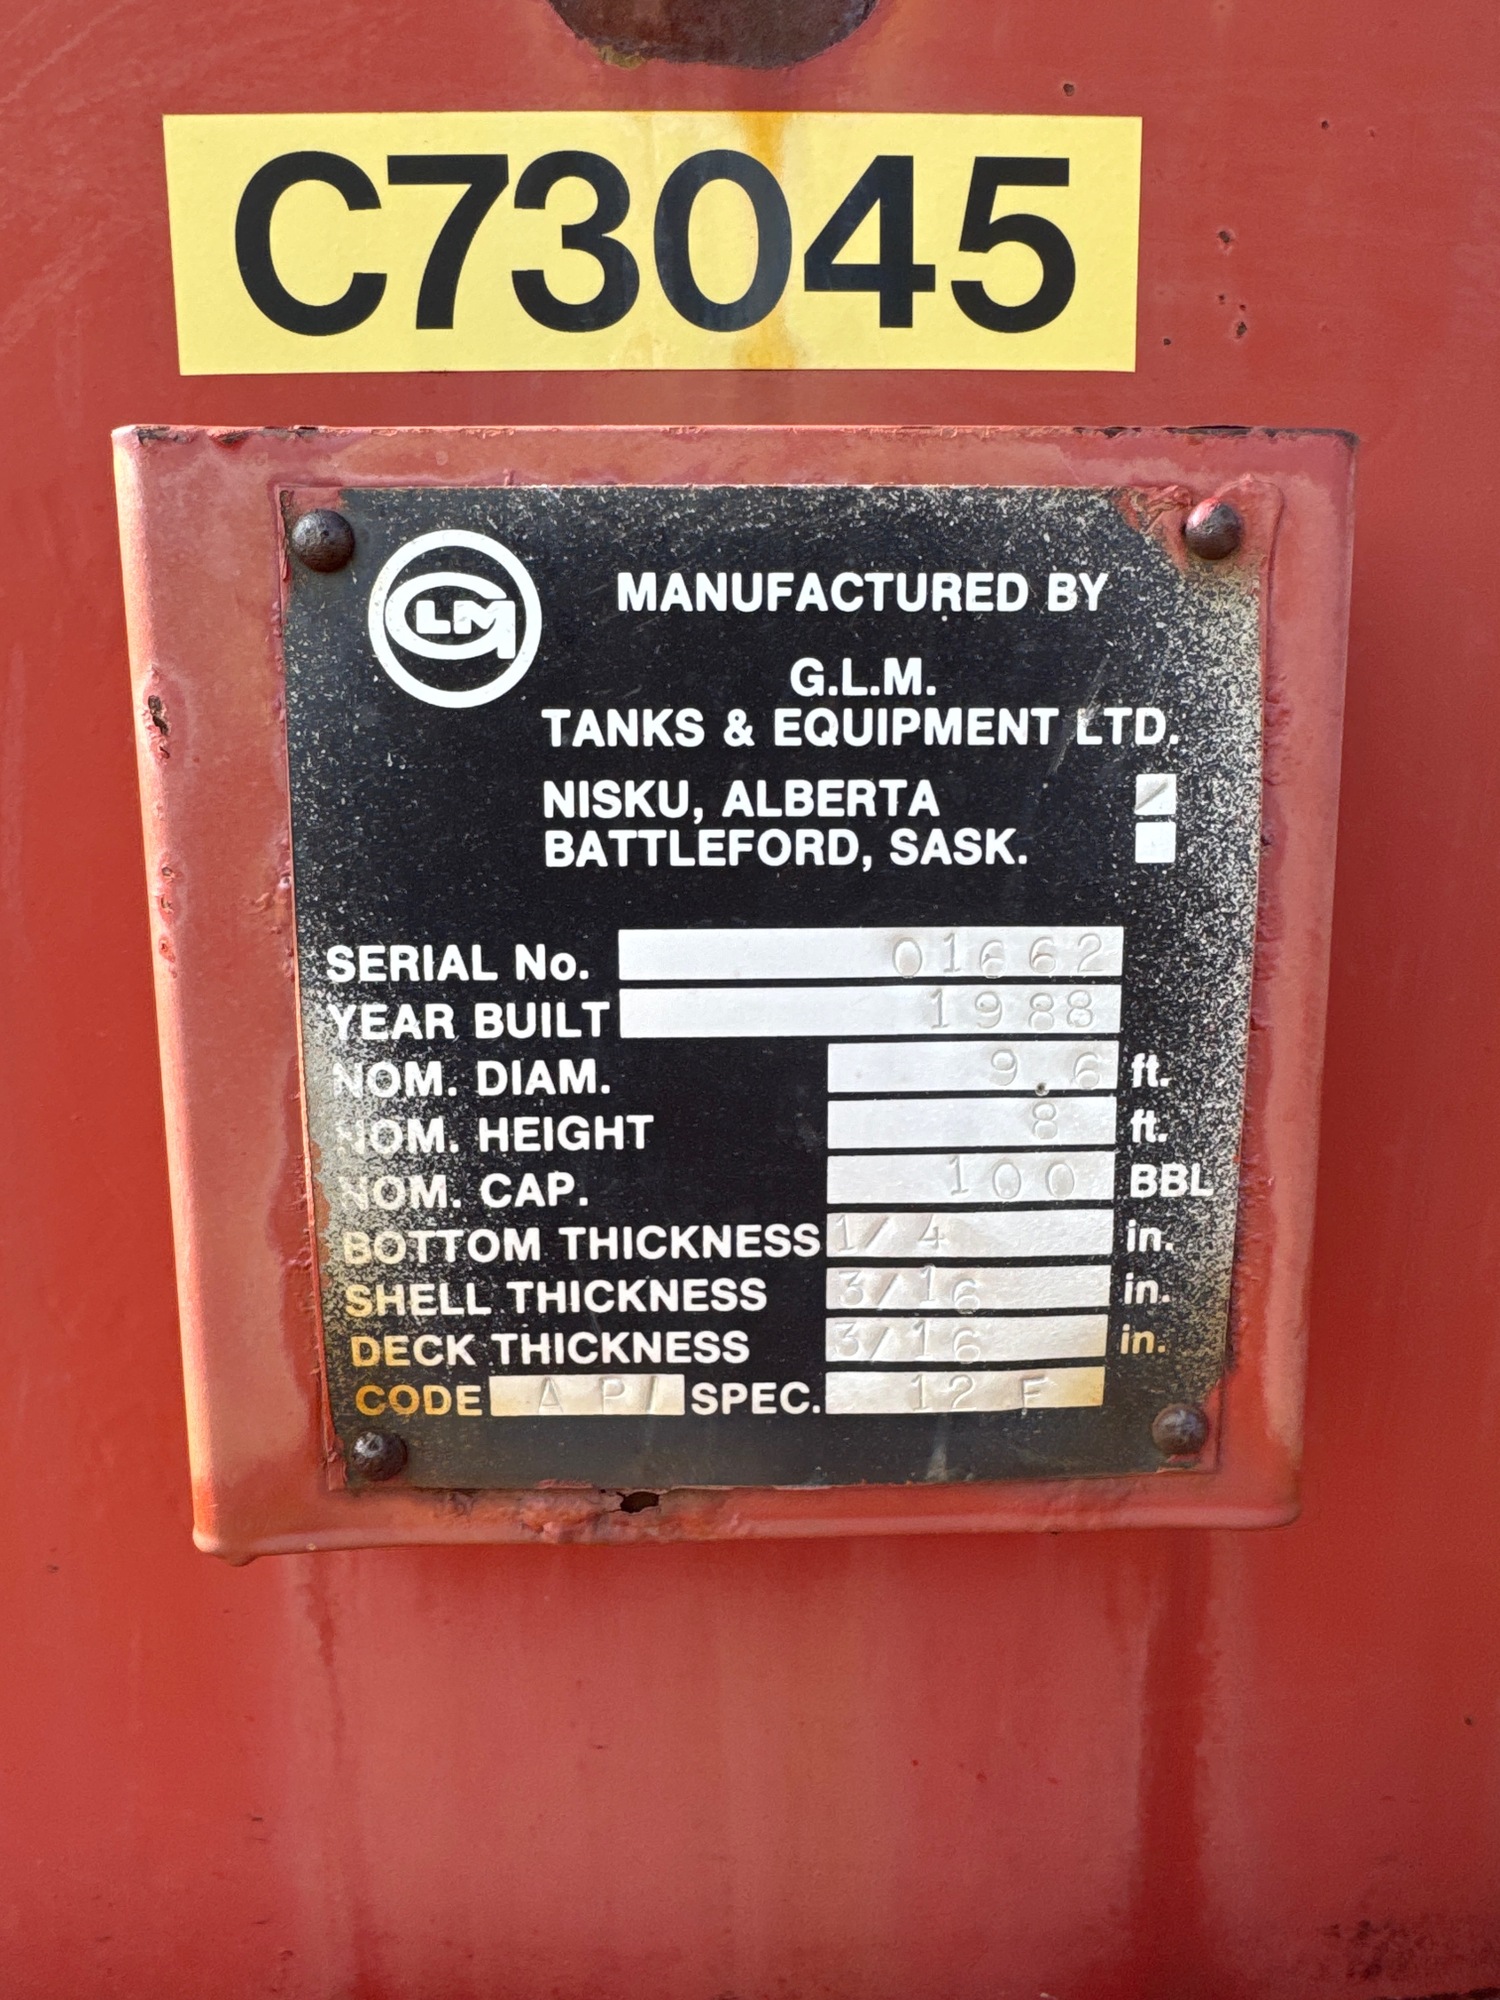 C73045
GLM
MANUFACTURED BY
G.L.M.
TANKS & EQUIPMENT LTD.
NISKU, ALBERTA
BATTLEFORD, SASK.
SERIAL No. 01662
YEAR BUILT 1988
NOM. DIAM. 9.6 ft.
NOM. HEIGHT 8 ft.
NOM. CAP. 100 BBL
BOTTOM THICKNESS 1/4 in.
SHELL THICKNESS 3/16 in.
DECK THICKNESS 3/16 in.
CODE API SPEC. 12 F